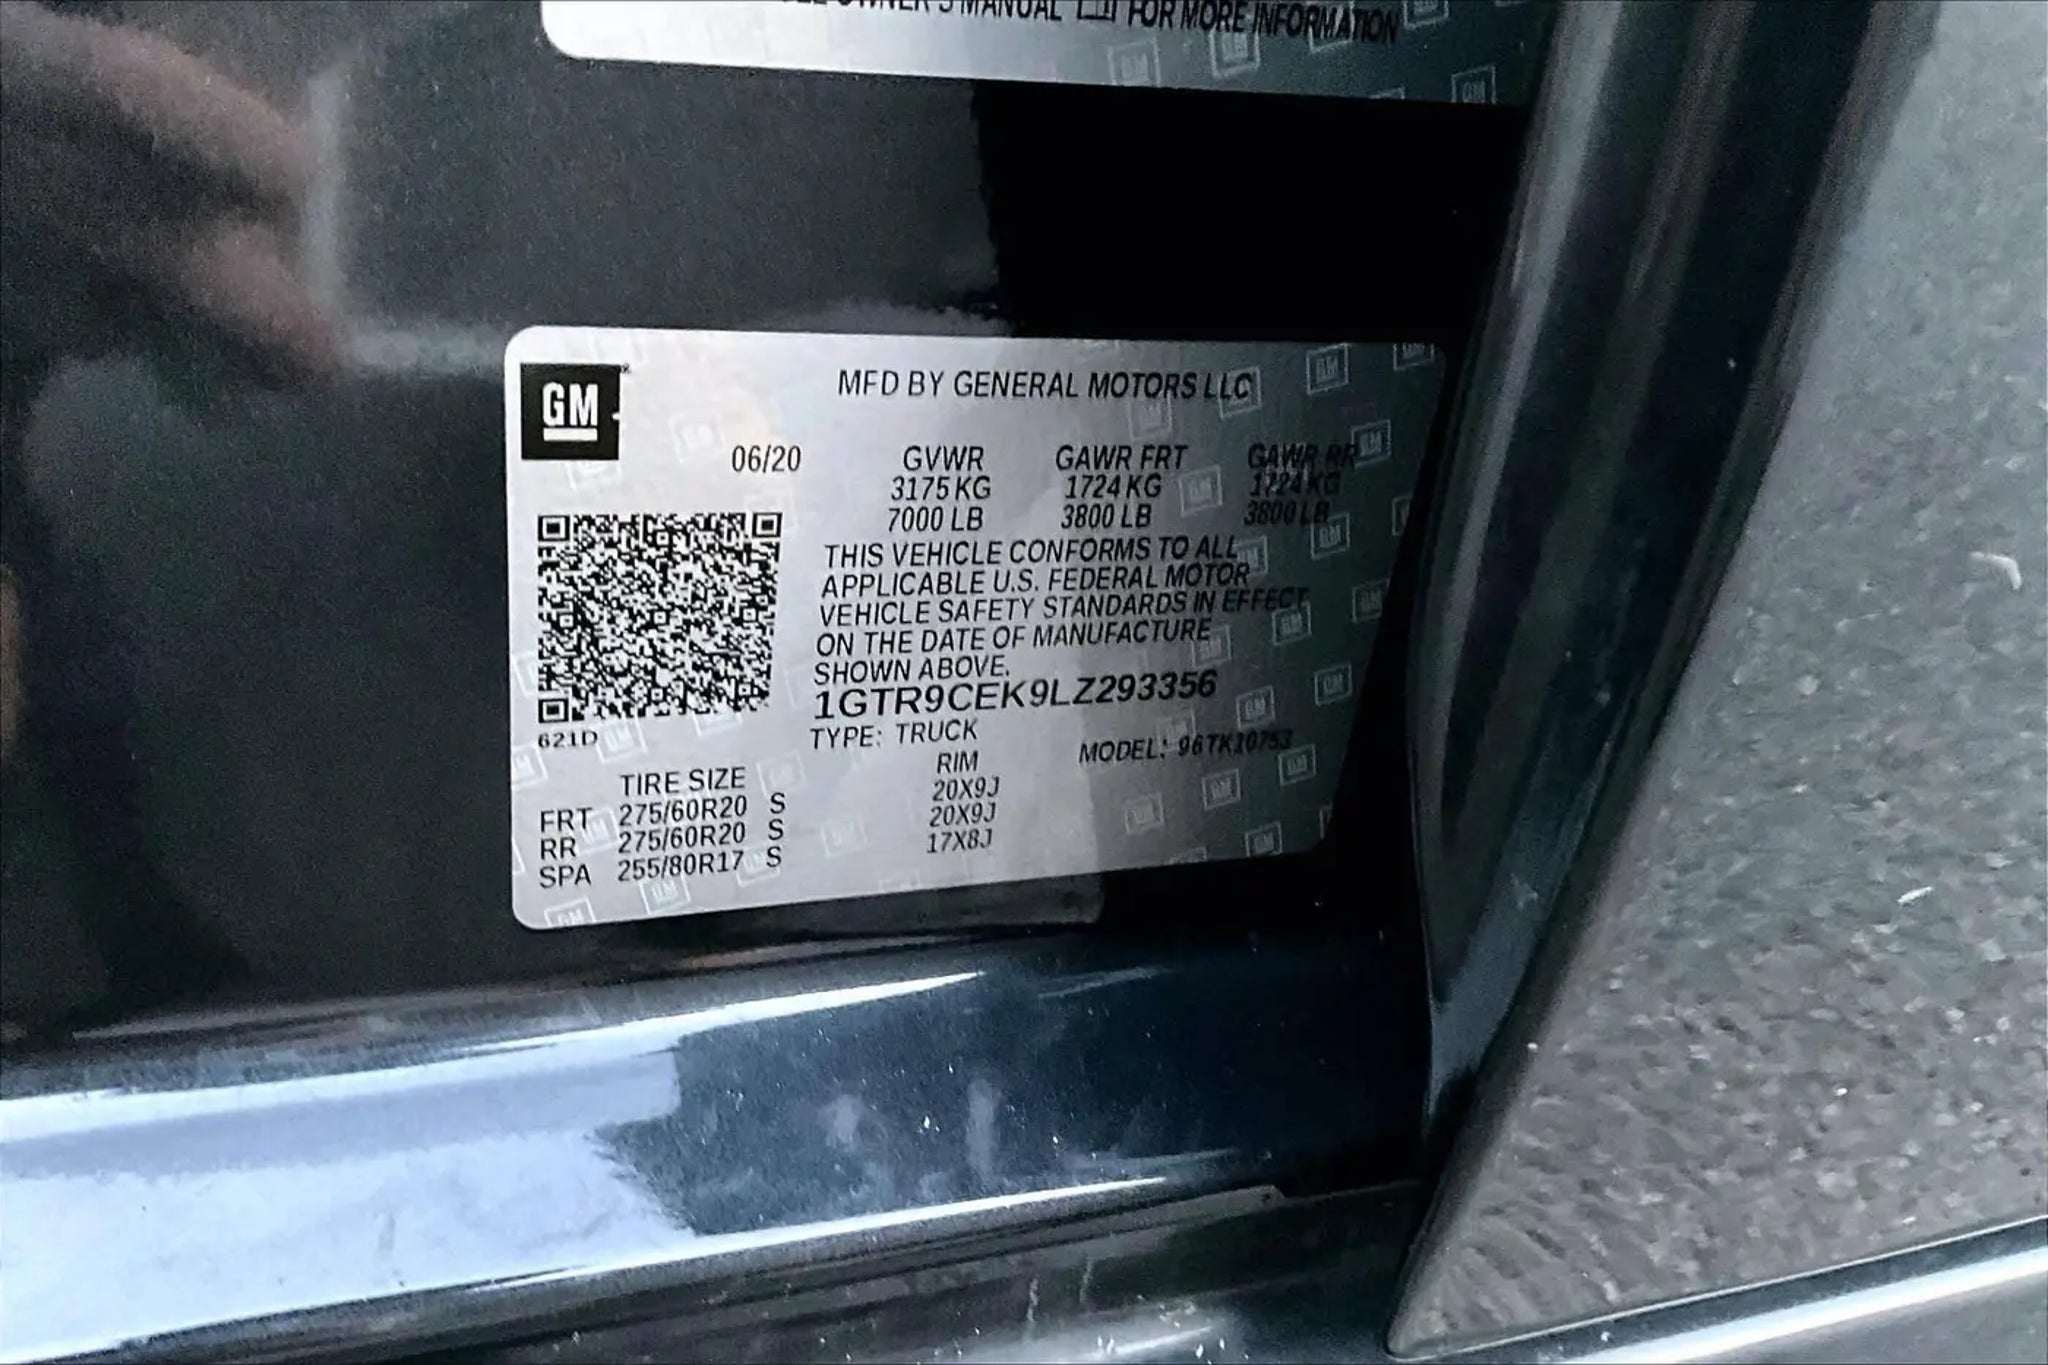 OWNER'S MANUAL FOR MORE INFORMATION
GM
MFD BY GENERAL MOTORS LLC
06/20 GVWR GAWR FRT GAWR RR
3175 KG 1724 KG 1724 KG
7000 LB 3800 LB 3800 LB
THIS VEHICLE CONFORMS TO ALL
APPLICABLE U.S. FEDERAL MOTOR
VEHICLE SAFETY STANDARDS IN EFFECT
ON THE DATE OF MANUFACTURE
SHOWN ABOVE.
1GTR9CEK9LZ293356
621D
TYPE: TRUCK MODEL: 96TK10753
TIRE SIZE RIM
FRT 275/60R20 S 20X9J
RR 275/60R20 S 20X9J
SPA 255/80R17 S 17X8J